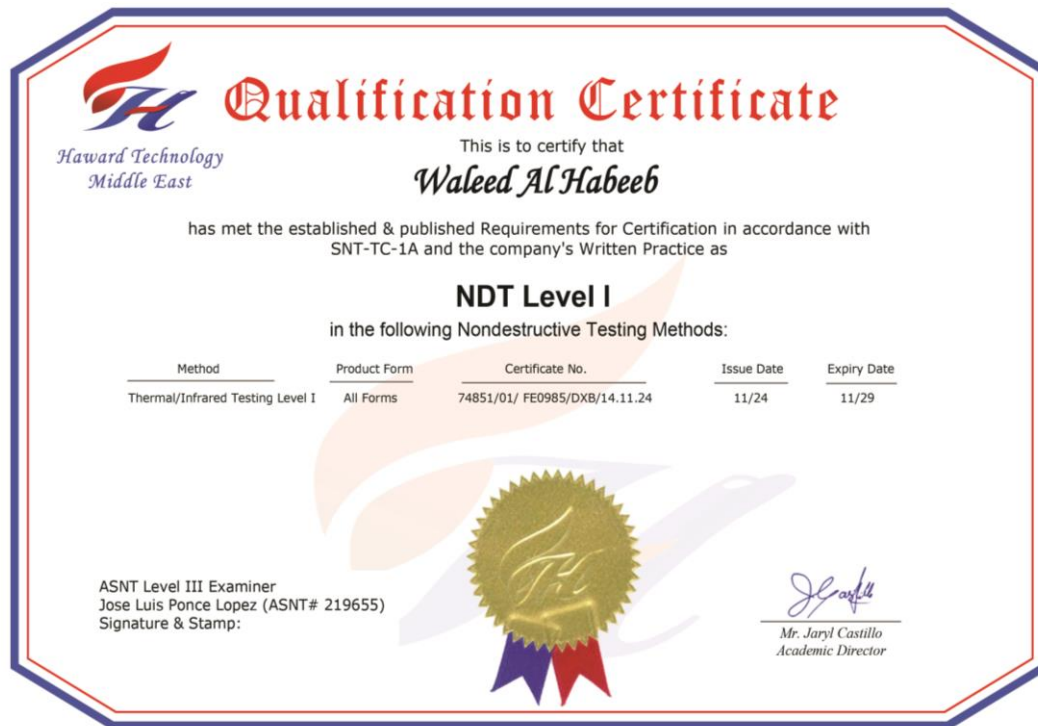 Qualification Certificate
Haward Technology
Middle East
This is to certify that
Waleed Al Habeeb
has met the established & published Requirements for Certification in accordance with
SNT-TC-1A and the company's Written Practice as
NDT Level I
in the following Nondestructive Testing Methods:
Method Product Form Certificate No. Issue Date Expiry Date
Thermal/Infrared Testing Level I All Forms 74851/01/ FE0985/DXB/14.11.24 11/24 11/29
ASNT Level III Examiner
Jose Luis Ponce Lopez (ASNT# 219655)
Signature & Stamp:
Mr. Jaryl Castillo
Academic Director